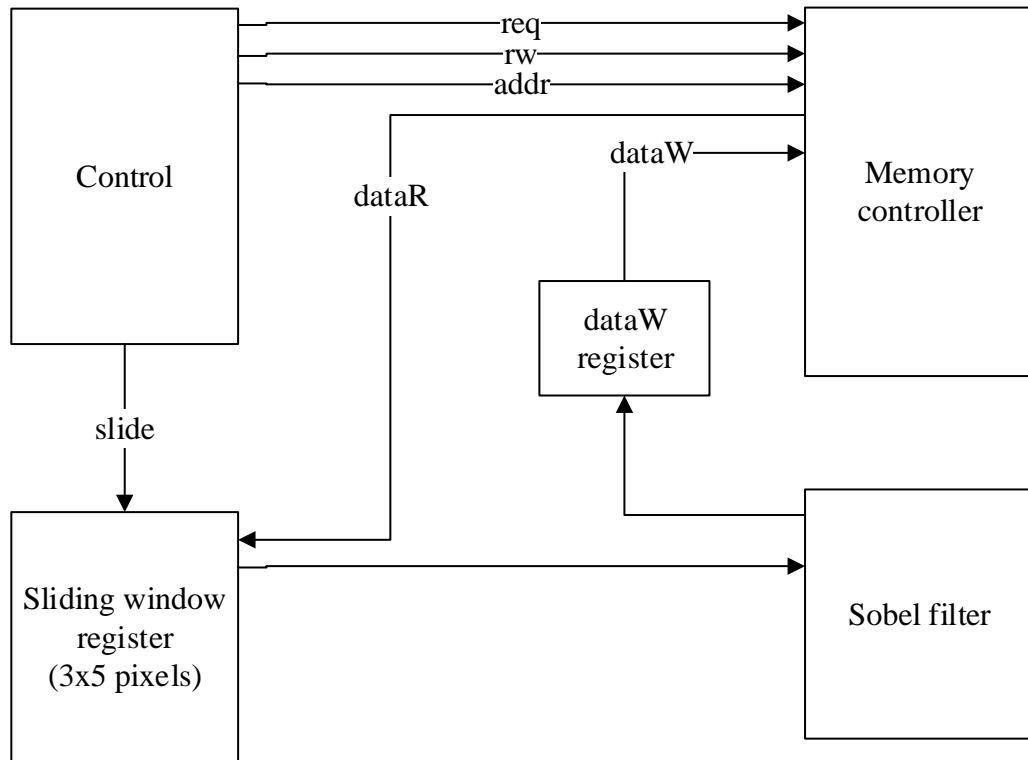 req
rw
addr
Control
dataR
dataW
Memory
controller
dataW
register
slide
Sliding window
register
(3x5 pixels)
Sobel filter